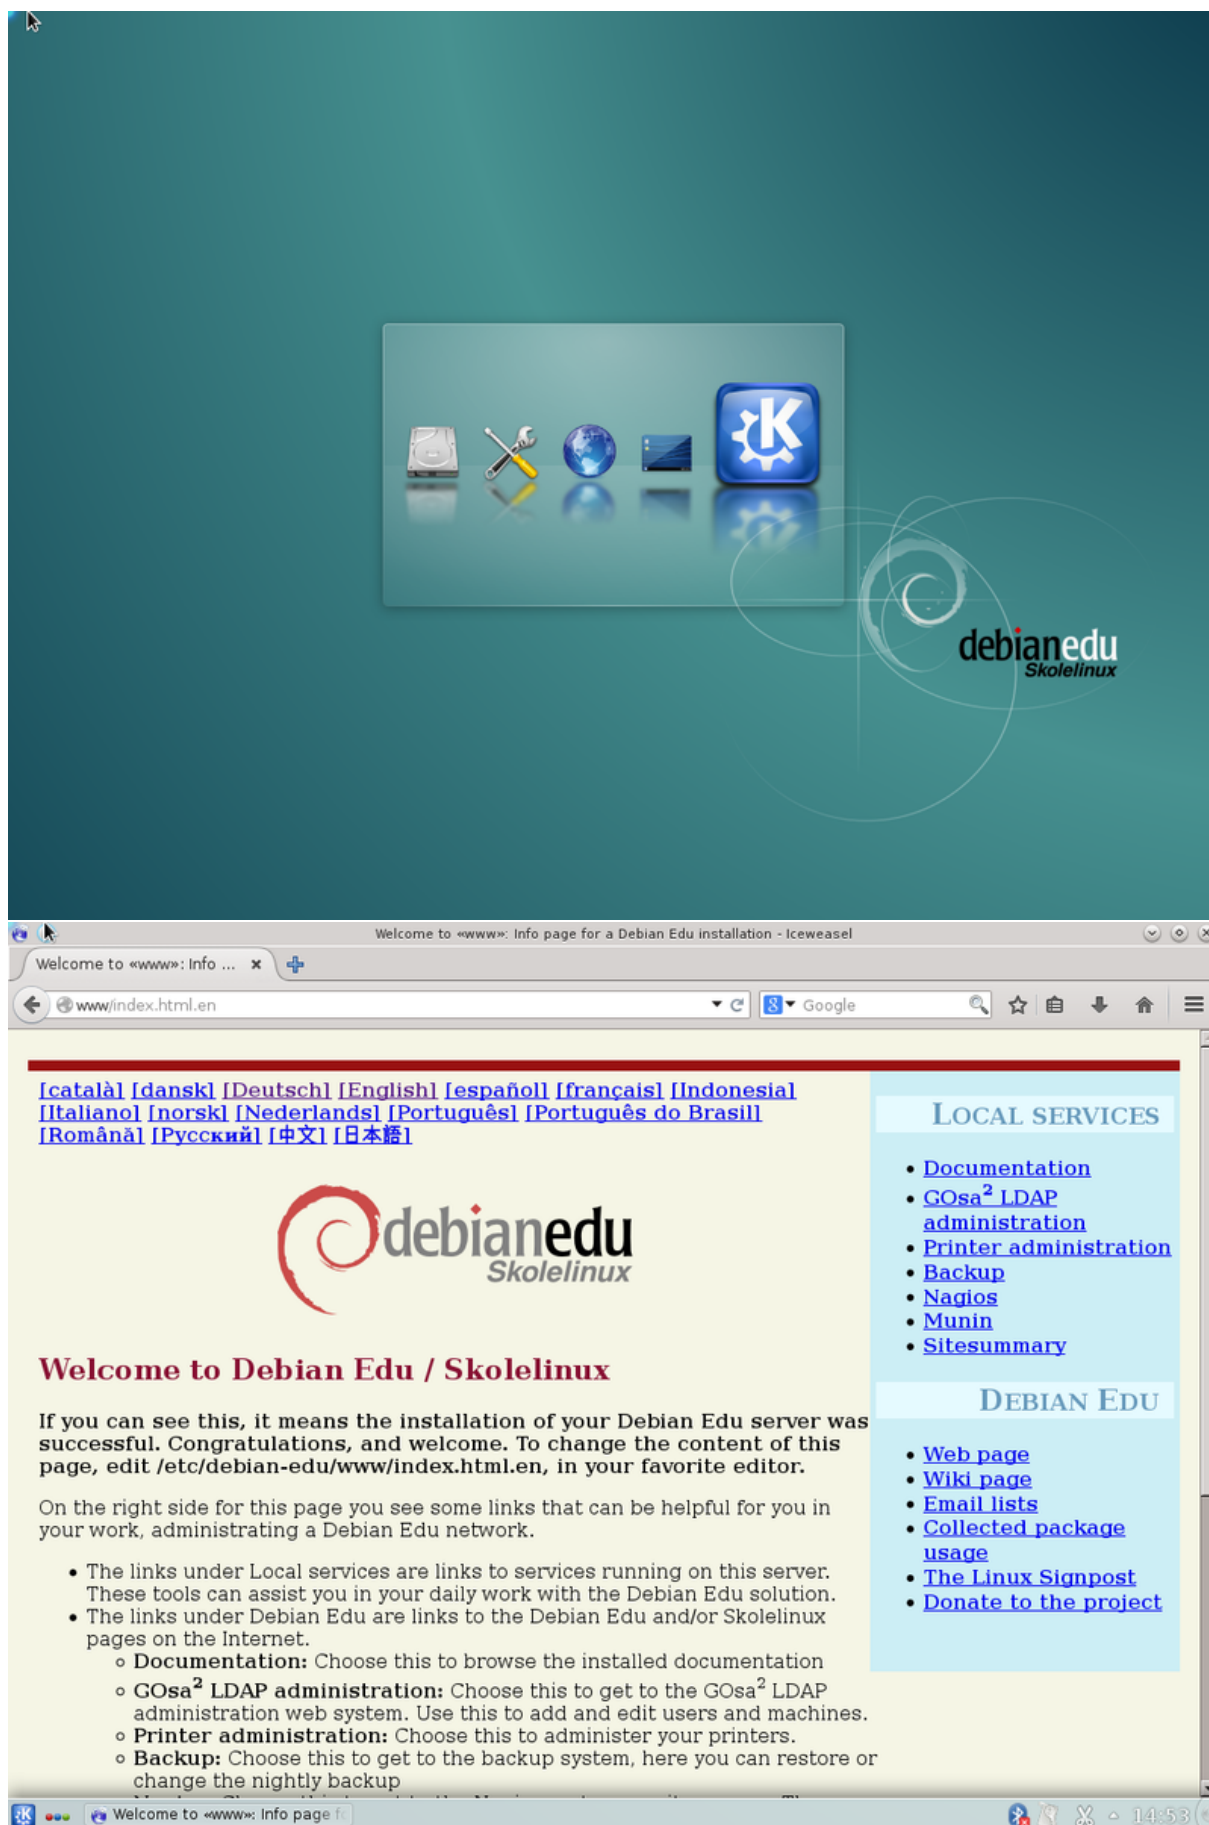 debianedu
Skolelinux
Welcome to «www»: Info page for a Debian Edu installation - Iceweasel
Welcome to «www»: Info ...
www/index.html.en
8
Google
[català] [dansk] [Deutsch] [English] [español] [français] [Indonesia]
[Italiano] [norsk] [Nederlands] [Português] [Português do Brasil]
[Română] [Русский] [中文] [日本語]
debianedu
Skolelinux
Welcome to Debian Edu / Skolelinux
If you can see this, it means the installation of your Debian Edu server was
successful. Congratulations, and welcome. To change the content of this
page, edit /etc/debian-edu/www/index.html.en, in your favorite editor.
On the right side for this page you see some links that can be helpful for you in
your work, administrating a Debian Edu network.
• The links under Local services are links to services running on this server.
These tools can assist you in your daily work with the Debian Edu solution.
• The links under Debian Edu are links to the Debian Edu and/or Skolelinux
pages on the Internet.
◦ Documentation: Choose this to browse the installed documentation
◦ GOsa² LDAP administration: Choose this to get to the GOsa² LDAP
administration web system. Use this to add and edit users and machines.
◦ Printer administration: Choose this to administer your printers.
◦ Backup: Choose this to get to the backup system, here you can restore or
change the nightly backup
LOCAL SERVICES
• Documentation
• GOsa² LDAP
administration
• Printer administration
• Backup
• Nagios
• Munin
• Sitesummary
DEBIAN EDU
• Web page
• Wiki page
• Email lists
• Collected package
usage
• The Linux Signpost
• Donate to the project
Welcome to «www»: Info page f
14:53